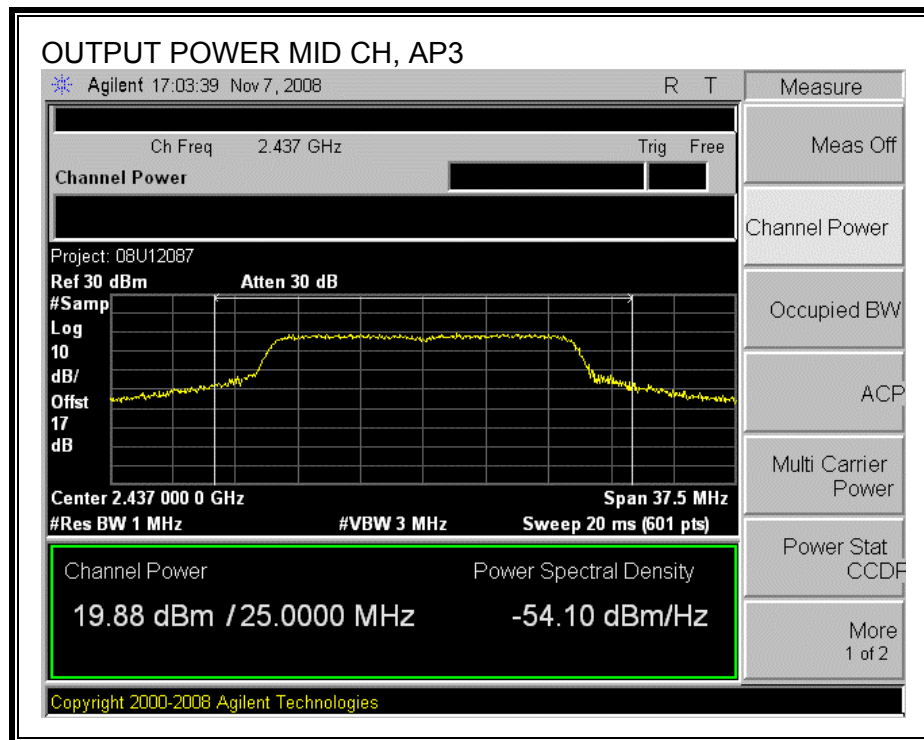 OUTPUT POWER MID CH, AP3
Agilent 17:03:39 Nov 7, 2008 R T
Measure
Ch Freq 2.437 GHz Trig Free
Channel Power
Project: 08U12087
Ref 30 dBm Atten 30 dB
#Samp
Log
10
dB/
Offst
17
dB
Center 2.437 000 0 GHz Span 37.5 MHz
#Res BW 1 MHz #VBW 3 MHz Sweep 20 ms (601 pts)
Channel Power Power Spectral Density
19.88 dBm / 25.0000 MHz -54.10 dBm/Hz
Copyright 2000-2008 Agilent Technologies
Meas Off
Channel Power
Occupied BW
ACP
Multi Carrier
Power
Power Stat
CCDF
More
1 of 2